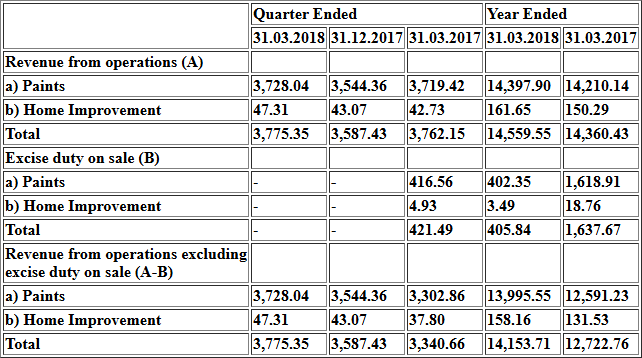 Quarter Ended Year Ended
31.03.2018 31.12.2017 31.03.2017 31.03.2018 31.03.2017
Revenue from operations (A)
a) Paints 3,728.04 3,544.36 3,719.42 14,397.90 14,210.14
b) Home Improvement 47.31 43.07 42.73 161.65 150.29
Total 3,775.35 3,587.43 3,762.15 14,559.55 14,360.43
Excise duty on sale (B)
a) Paints - - 416.56 402.35 1,618.91
b) Home Improvement - - 4.93 3.49 18.76
Total - - 421.49 405.84 1,637.67
Revenue from operations excluding
excise duty on sale (A-B)
a) Paints 3,728.04 3,544.36 3,302.86 13,995.55 12,591.23
b) Home Improvement 47.31 43.07 37.80 158.16 131.53
Total 3,775.35 3,587.43 3,340.66 14,153.71 12,722.76